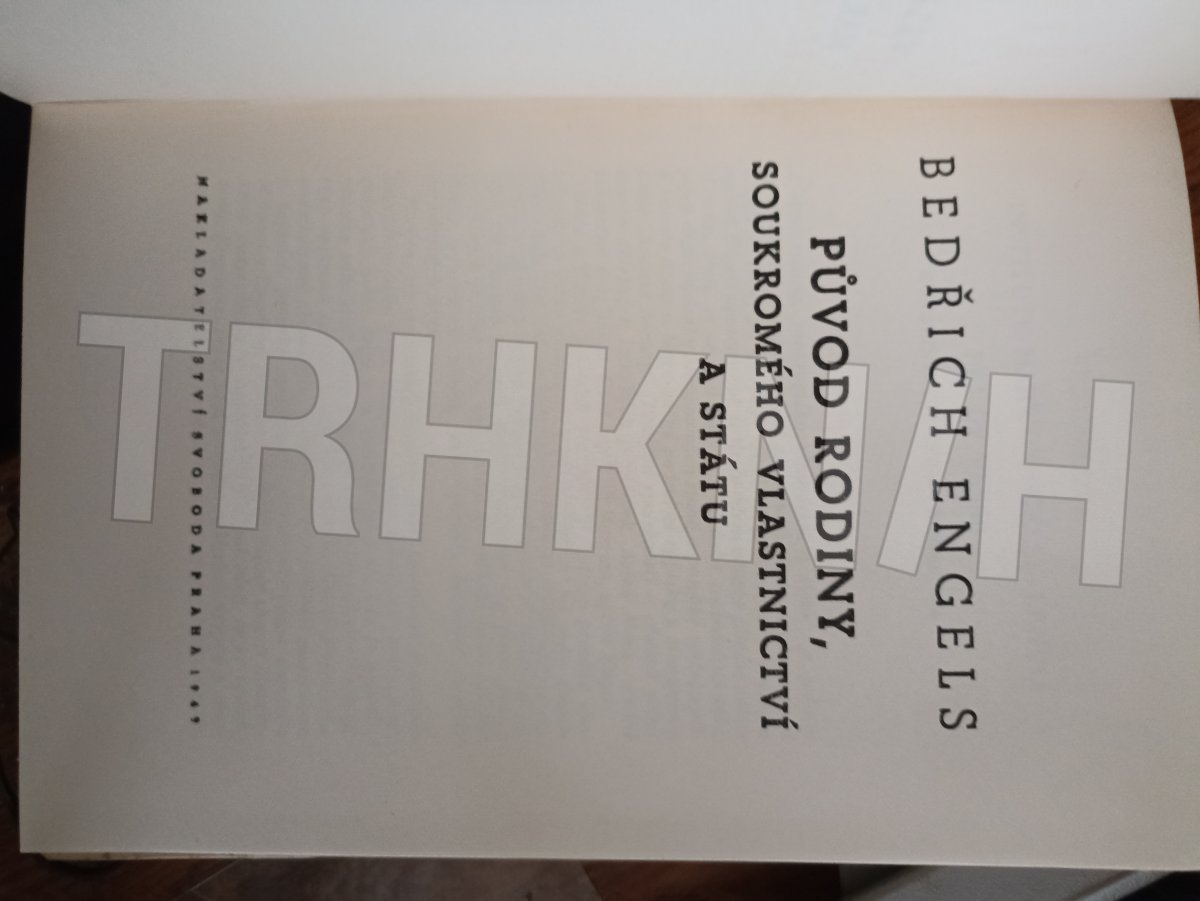 BEDŘICH ENGELS
PŮVOD RODINY,
SOUKROMÉHO VLASTNICTVÍ
A STÁTU
NAKLADATELSTVÍ SVOBODA PRAHA 1949
TRHKNIH